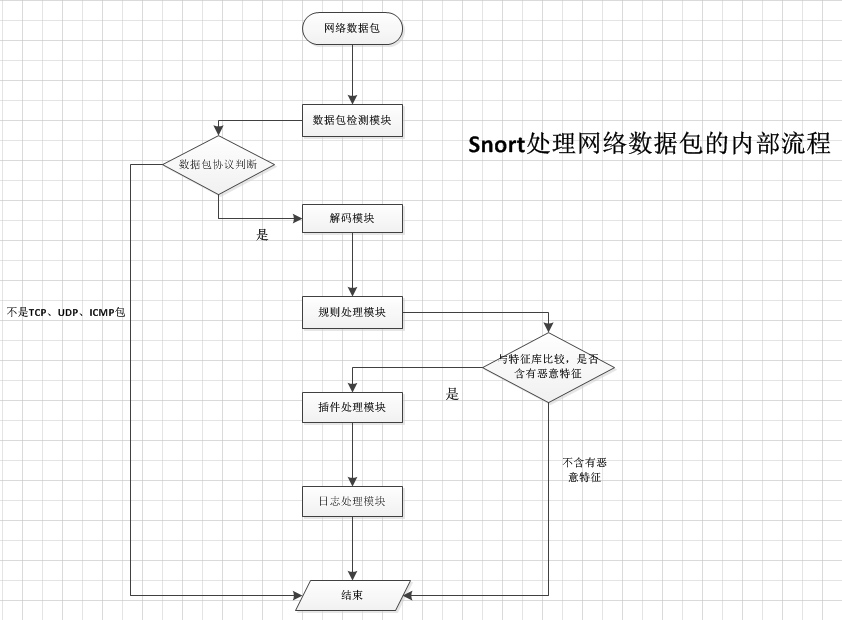 网络数据包
数据包检测模块
Snort处理网络数据包的内部流程
数据包协议判断
解码模块
是
不是TCP、UDP、ICMP包
规则处理模块
与特征库比较，是否
含有恶意特征
是
插件处理模块
不含有恶
意特征
日志处理模块
结束